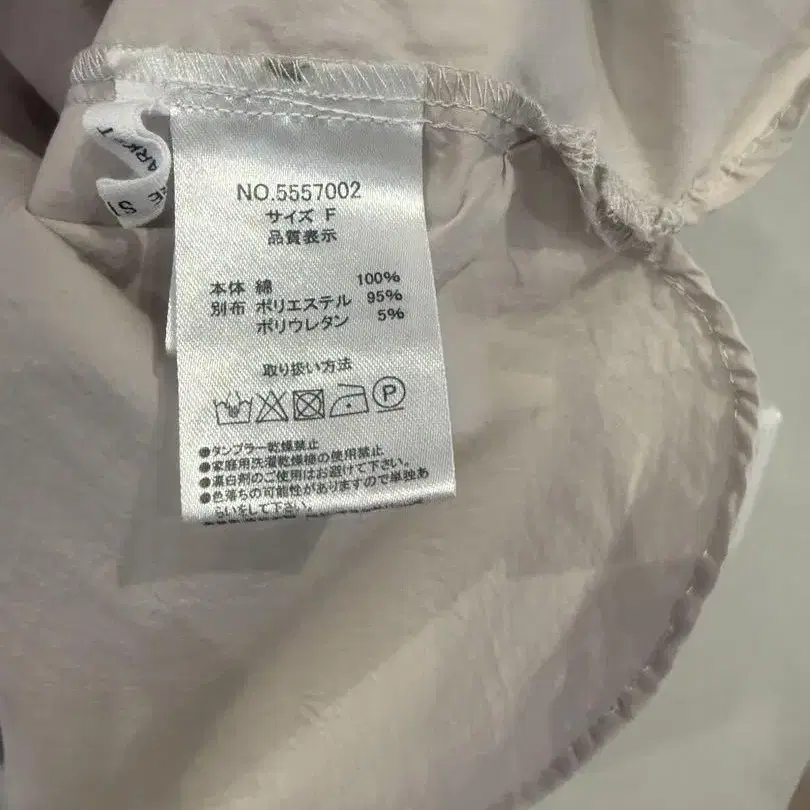 NO.5557002
サイズ F
品質表示
本体 綿 100%
別布 ポリエステル 95%
ポリウレタン 5%
取り扱い方法
P
●タンブラー乾燥禁止
●家庭用洗濯乾燥機の使用禁止
●漂白剤のご使用はお避けて下さい。
●色落ちの可能性がありますので単独あ
らいをして下さい。